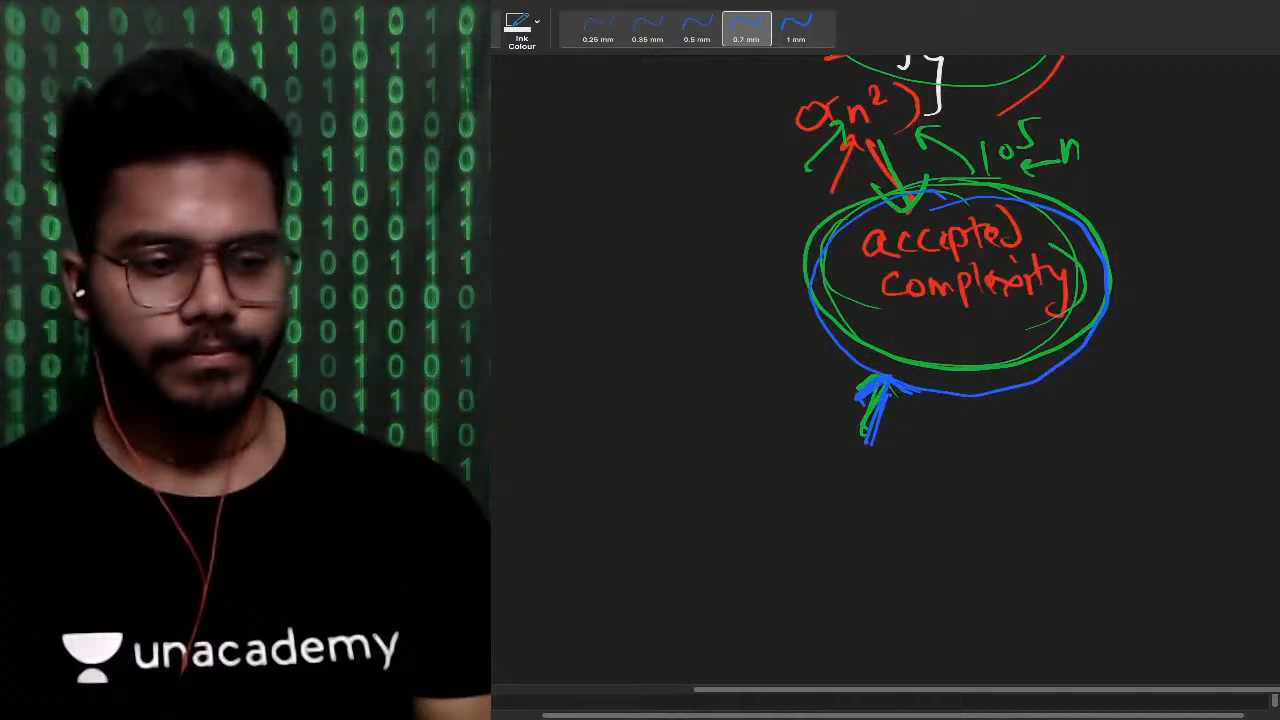 Ink
Colour
0.25 mm
0.35 mm
0.5 mm
0.7 mm
1 mm
O(n²)
10⁵ ← n
accepted
complexity
unacademy